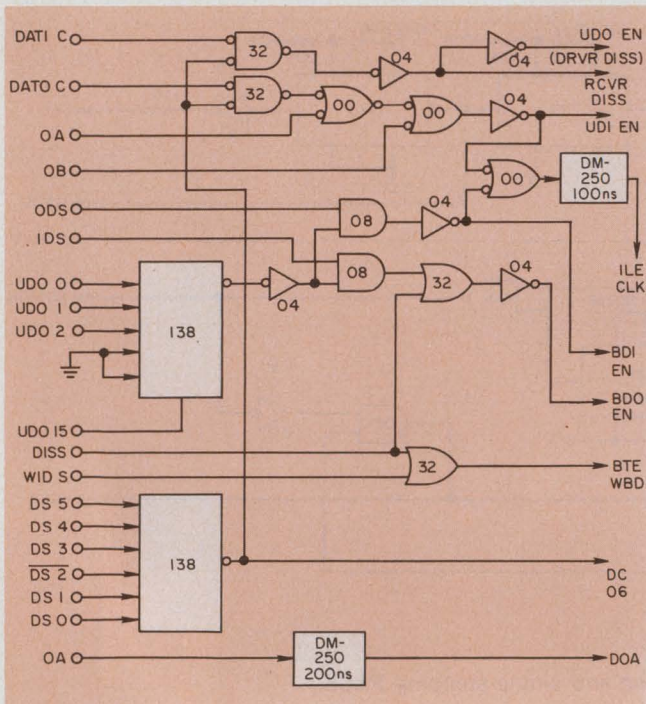 DATI C
32
04
04
UDO EN
(DRVR DISS)
DATO C
32
00
00
04
RCVR
DISS
UDI EN
OA
OB
00
DM-
250
100ns
ODS
08
04
IDS
08
ILE
CLK
UDO 0
UDO 1
UDO 2
138
04
32
04
BDI
EN
BDO
EN
UDO 15
DISS
WID S
32
BTE
WBD
DS 5
DS 4
DS 3
DS 2
DS 1
DS 0
138
DC
06
OA
DM-
250
200ns
DOA